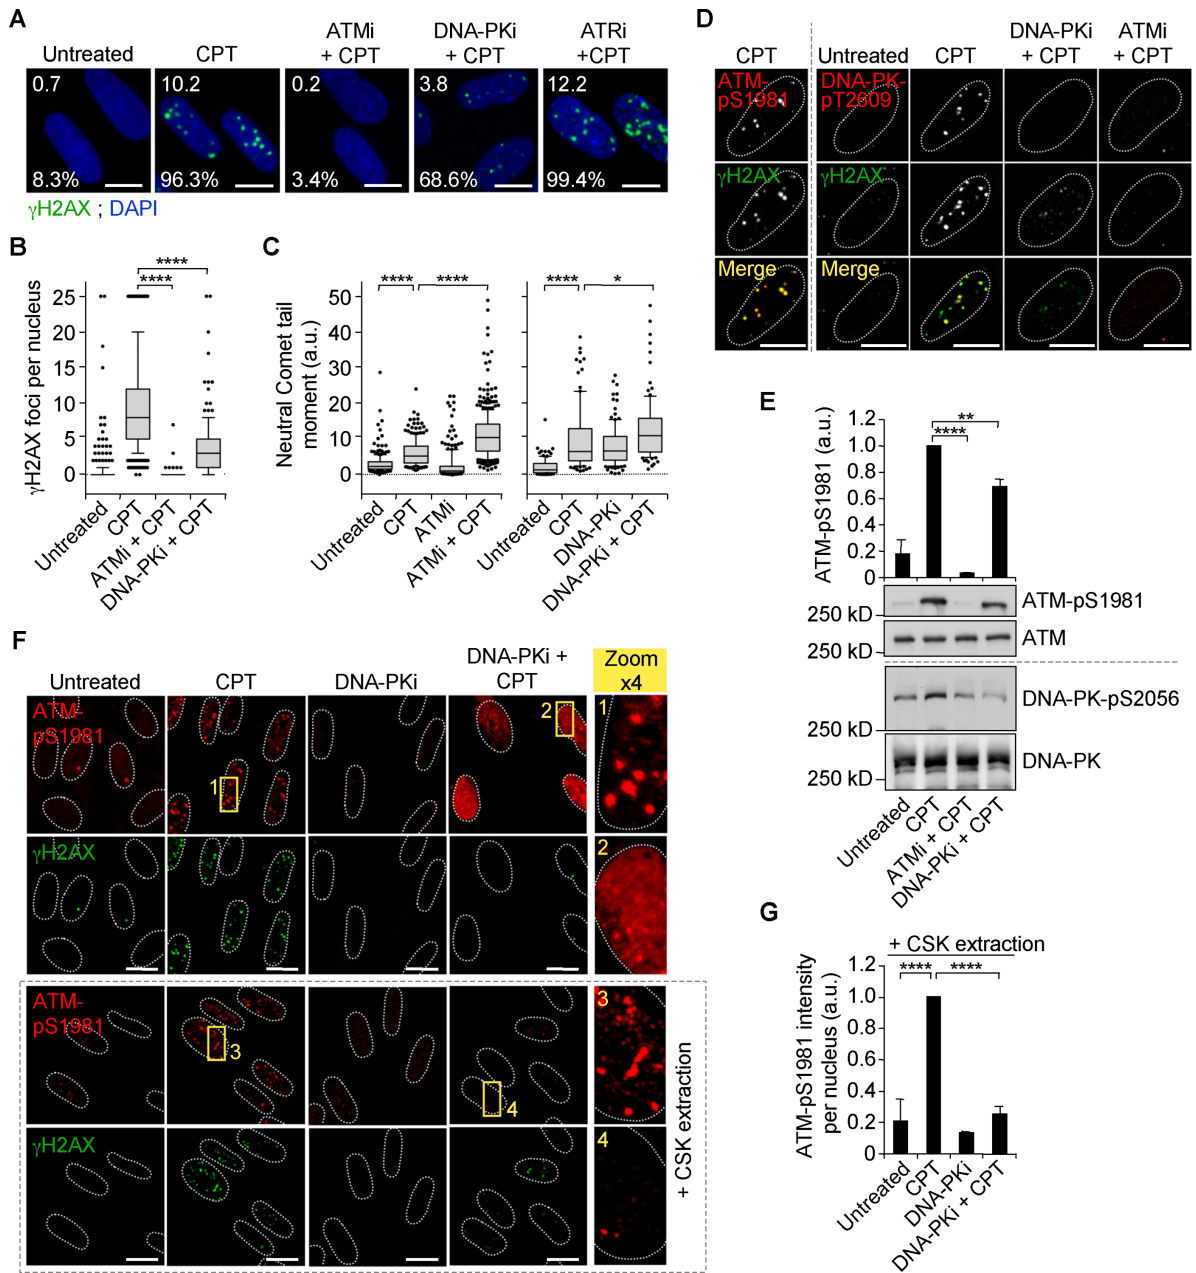 A
Untreated
CPT
ATMi
+ CPT
DNA-PKi
+ CPT
ATRi
+CPT
0.7
10.2
0.2
3.8
12.2
8.3%
96.3%
3.4%
68.6%
99.4%
γH2AX ; DAPI
B
γH2AX foci per nucleus
25
20
15
10
5
0
****
****
Untreated
CPT
ATMi + CPT
DNA-PKi + CPT
C
Neutral Comet tail
moment (a.u.)
50
40
30
20
10
0
****
****
Untreated
CPT
ATMi
ATMi + CPT
50
40
30
20
10
0
****
*
Untreated
CPT
DNA-PKi
DNA-PKi + CPT
D
CPT
Untreated
CPT
DNA-PKi
+ CPT
ATMi
+ CPT
ATM-
pS1981
DNA-PK-
pT2609
γH2AX
γH2AX
Merge
Merge
E
ATM-pS1981 (a.u.)
1.2
1.0
0.8
0.6
0.4
0.2
0
**
****
250 kD
ATM-pS1981
250 kD
ATM
250 kD
DNA-PK-pS2056
250 kD
DNA-PK
Untreated
CPT
ATMi + CPT
DNA-PKi + CPT
F
Untreated
CPT
DNA-PKi
DNA-PKi +
CPT
Zoom
x4
ATM-
pS1981
1
2
1
γH2AX
2
ATM-
pS1981
3
4
3
γH2AX
4
+ CSK extraction
G
+ CSK extraction
ATM-pS1981 intensity
per nucleus (a.u.)
1.2
1.0
0.8
0.6
0.4
0.2
0
****
****
Untreated
CPT
DNA-PKi
DNA-PKi + CPT